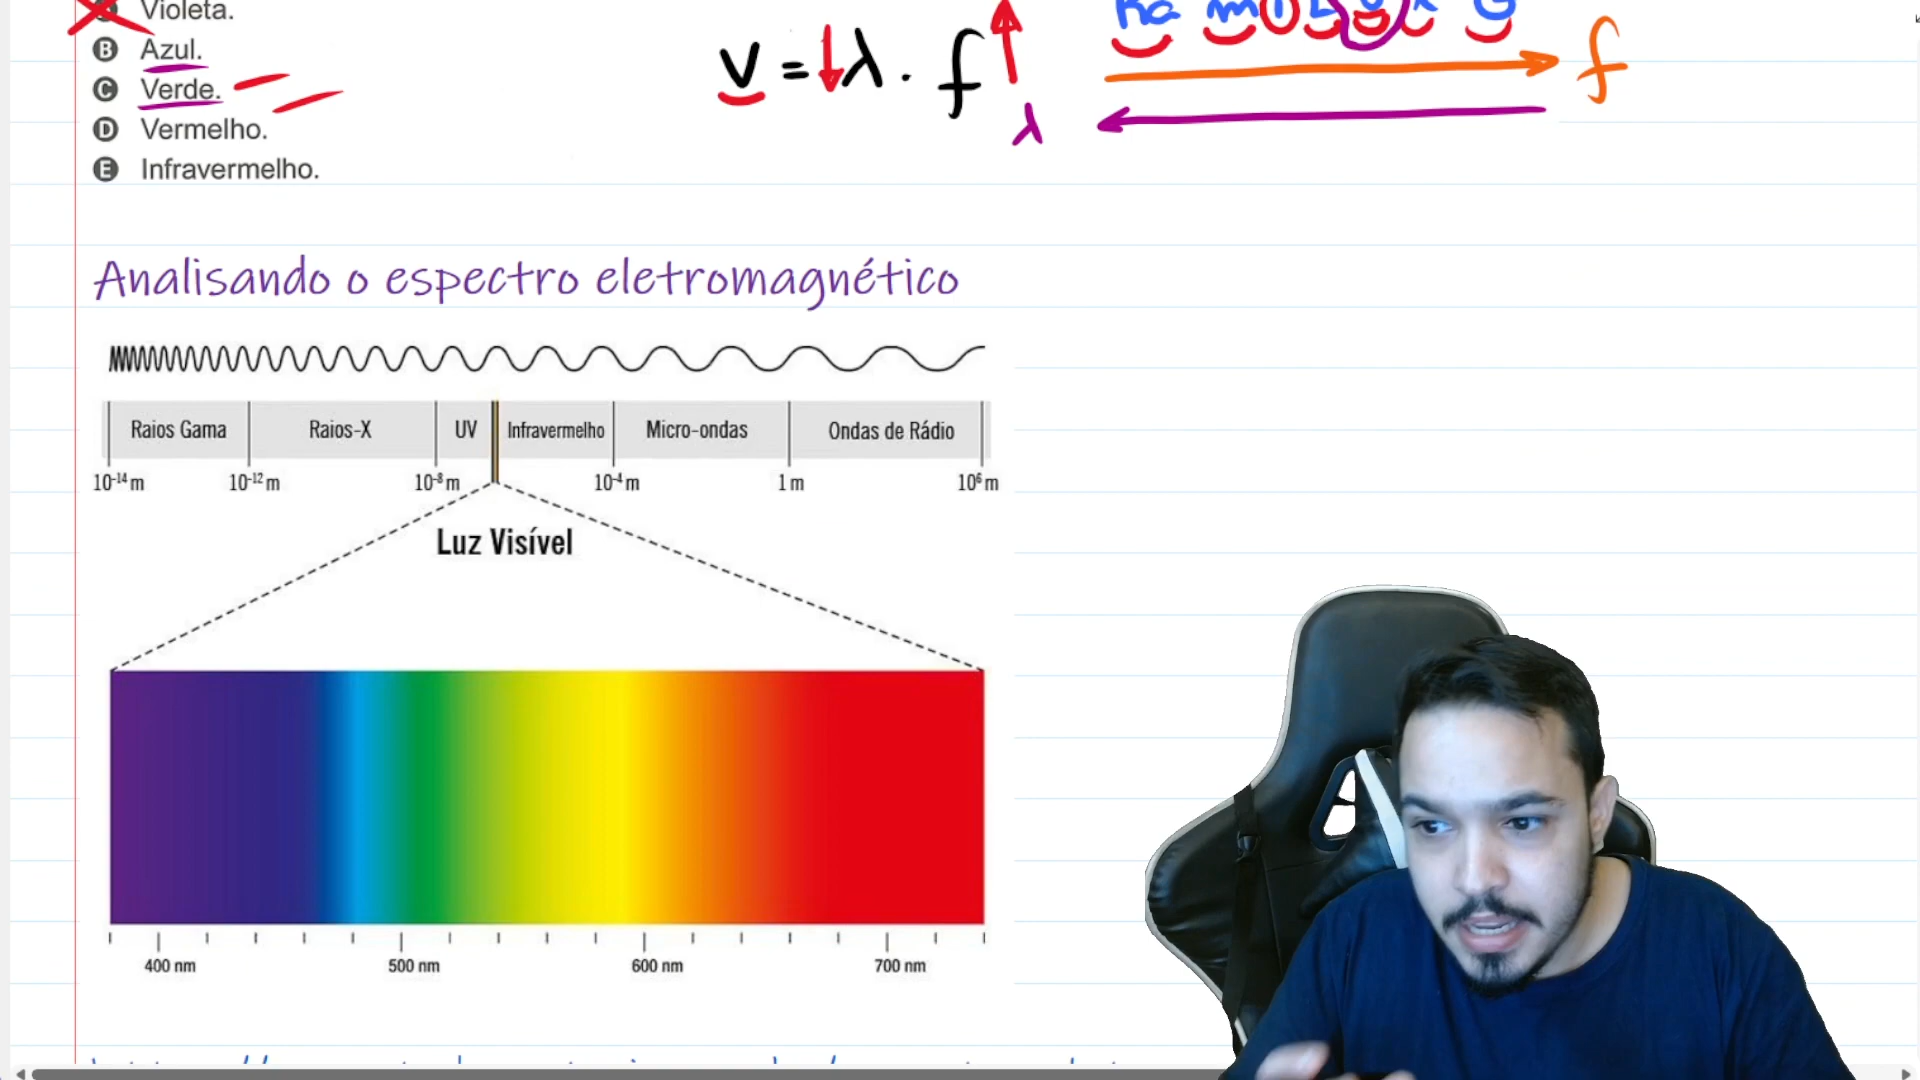 Violeta.
B Azul.
C Verde.
D Vermelho.
E Infravermelho.
v = λ . f
λ
f
Analisando o espectro eletromagnético
Raios Gama Raios-X UV Infravermelho Micro-ondas Ondas de Rádio
10⁻¹⁴ m 10⁻¹² m 10⁻⁸ m 10⁻⁴ m 1 m 10⁶ m
Luz Visível
400 nm 500 nm 600 nm 700 nm